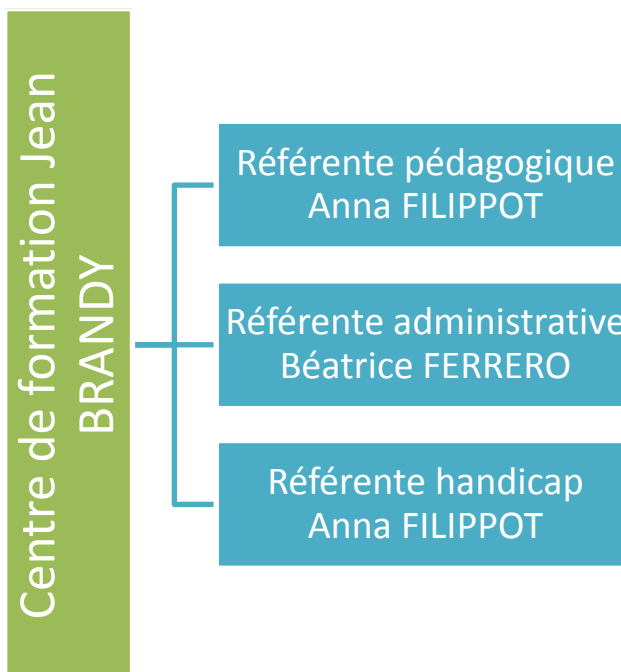 Centre de formation Jean
BRANDY
Référente pédagogique
Anna FILIPPOT
Référente administrative
Béatrice FERRERO
Référente handicap
Anna FILIPPOT